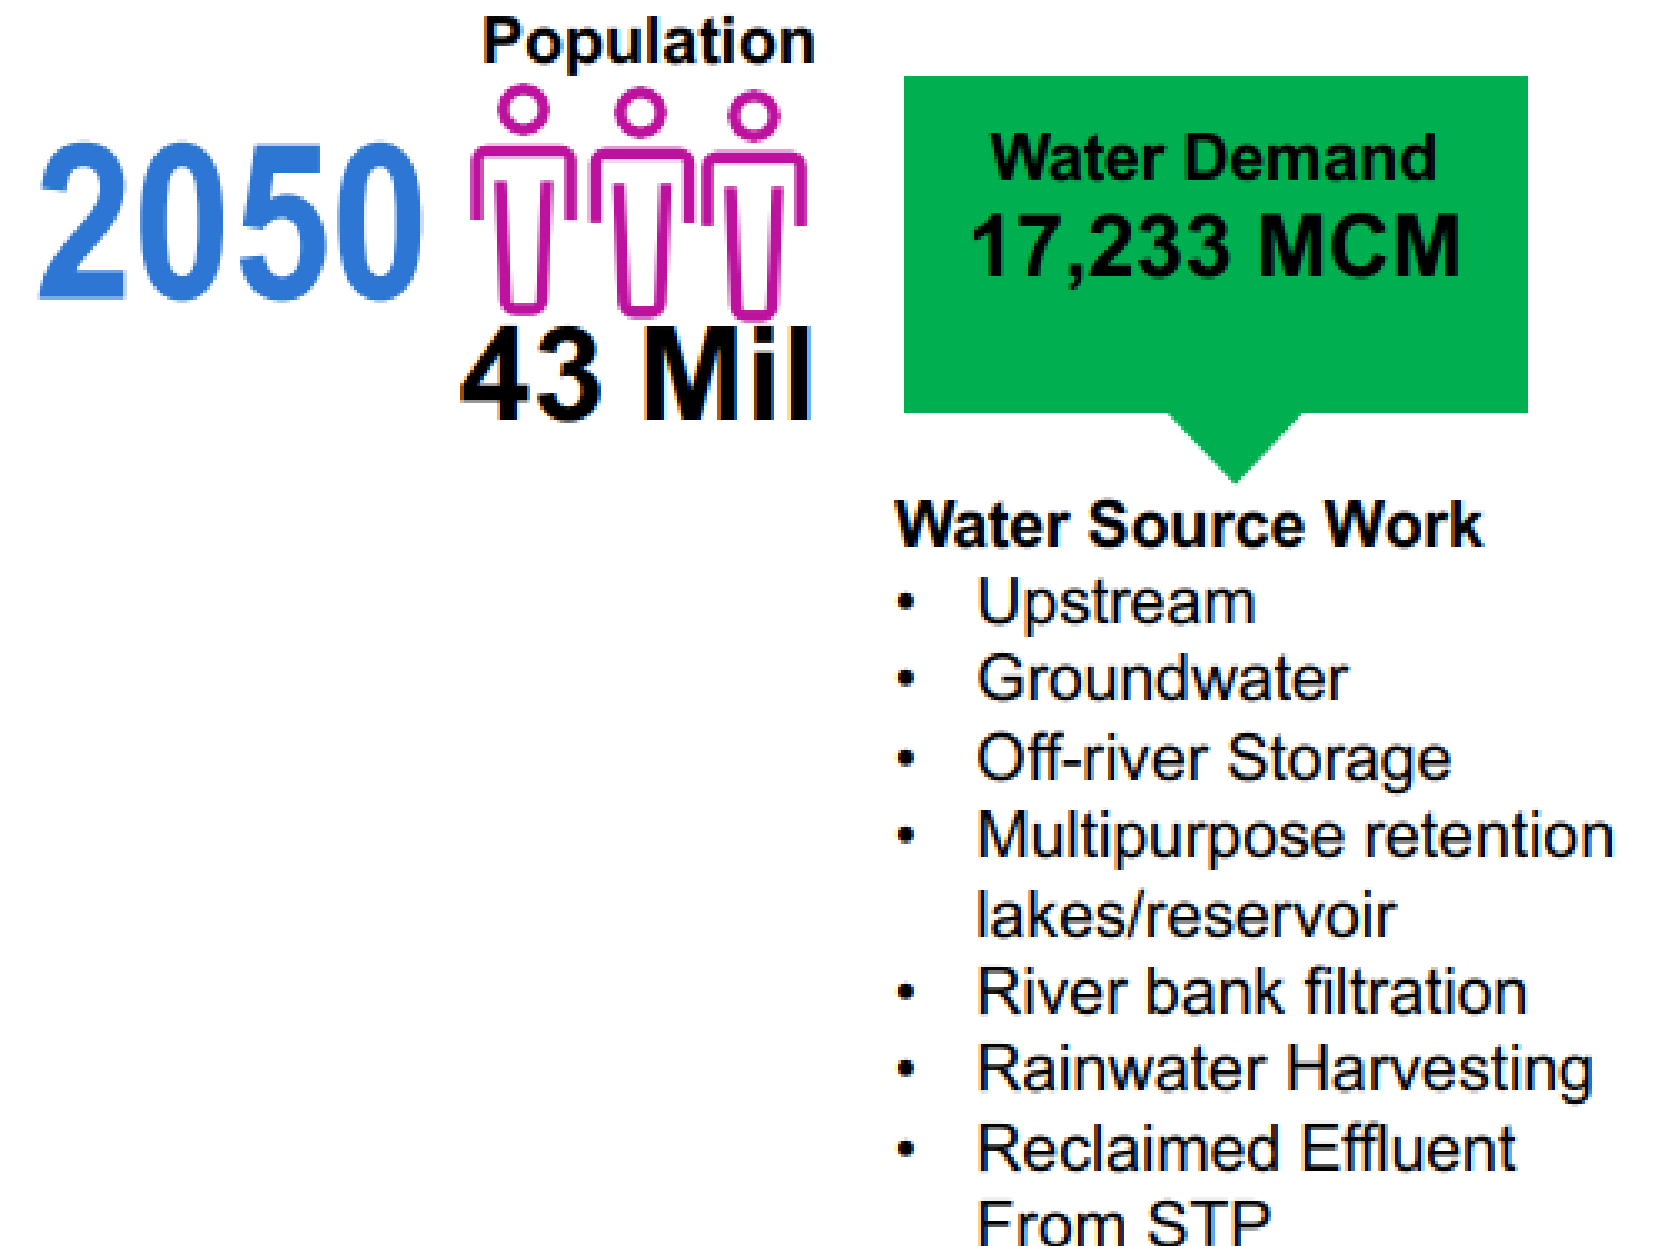 Population
2050
43 Mil
Water Demand
17,233 MCM
Water Source Work
• Upstream
• Groundwater
• Off-river Storage
• Multipurpose retention
lakes/reservoir
• River bank filtration
• Rainwater Harvesting
• Reclaimed Effluent
From STP